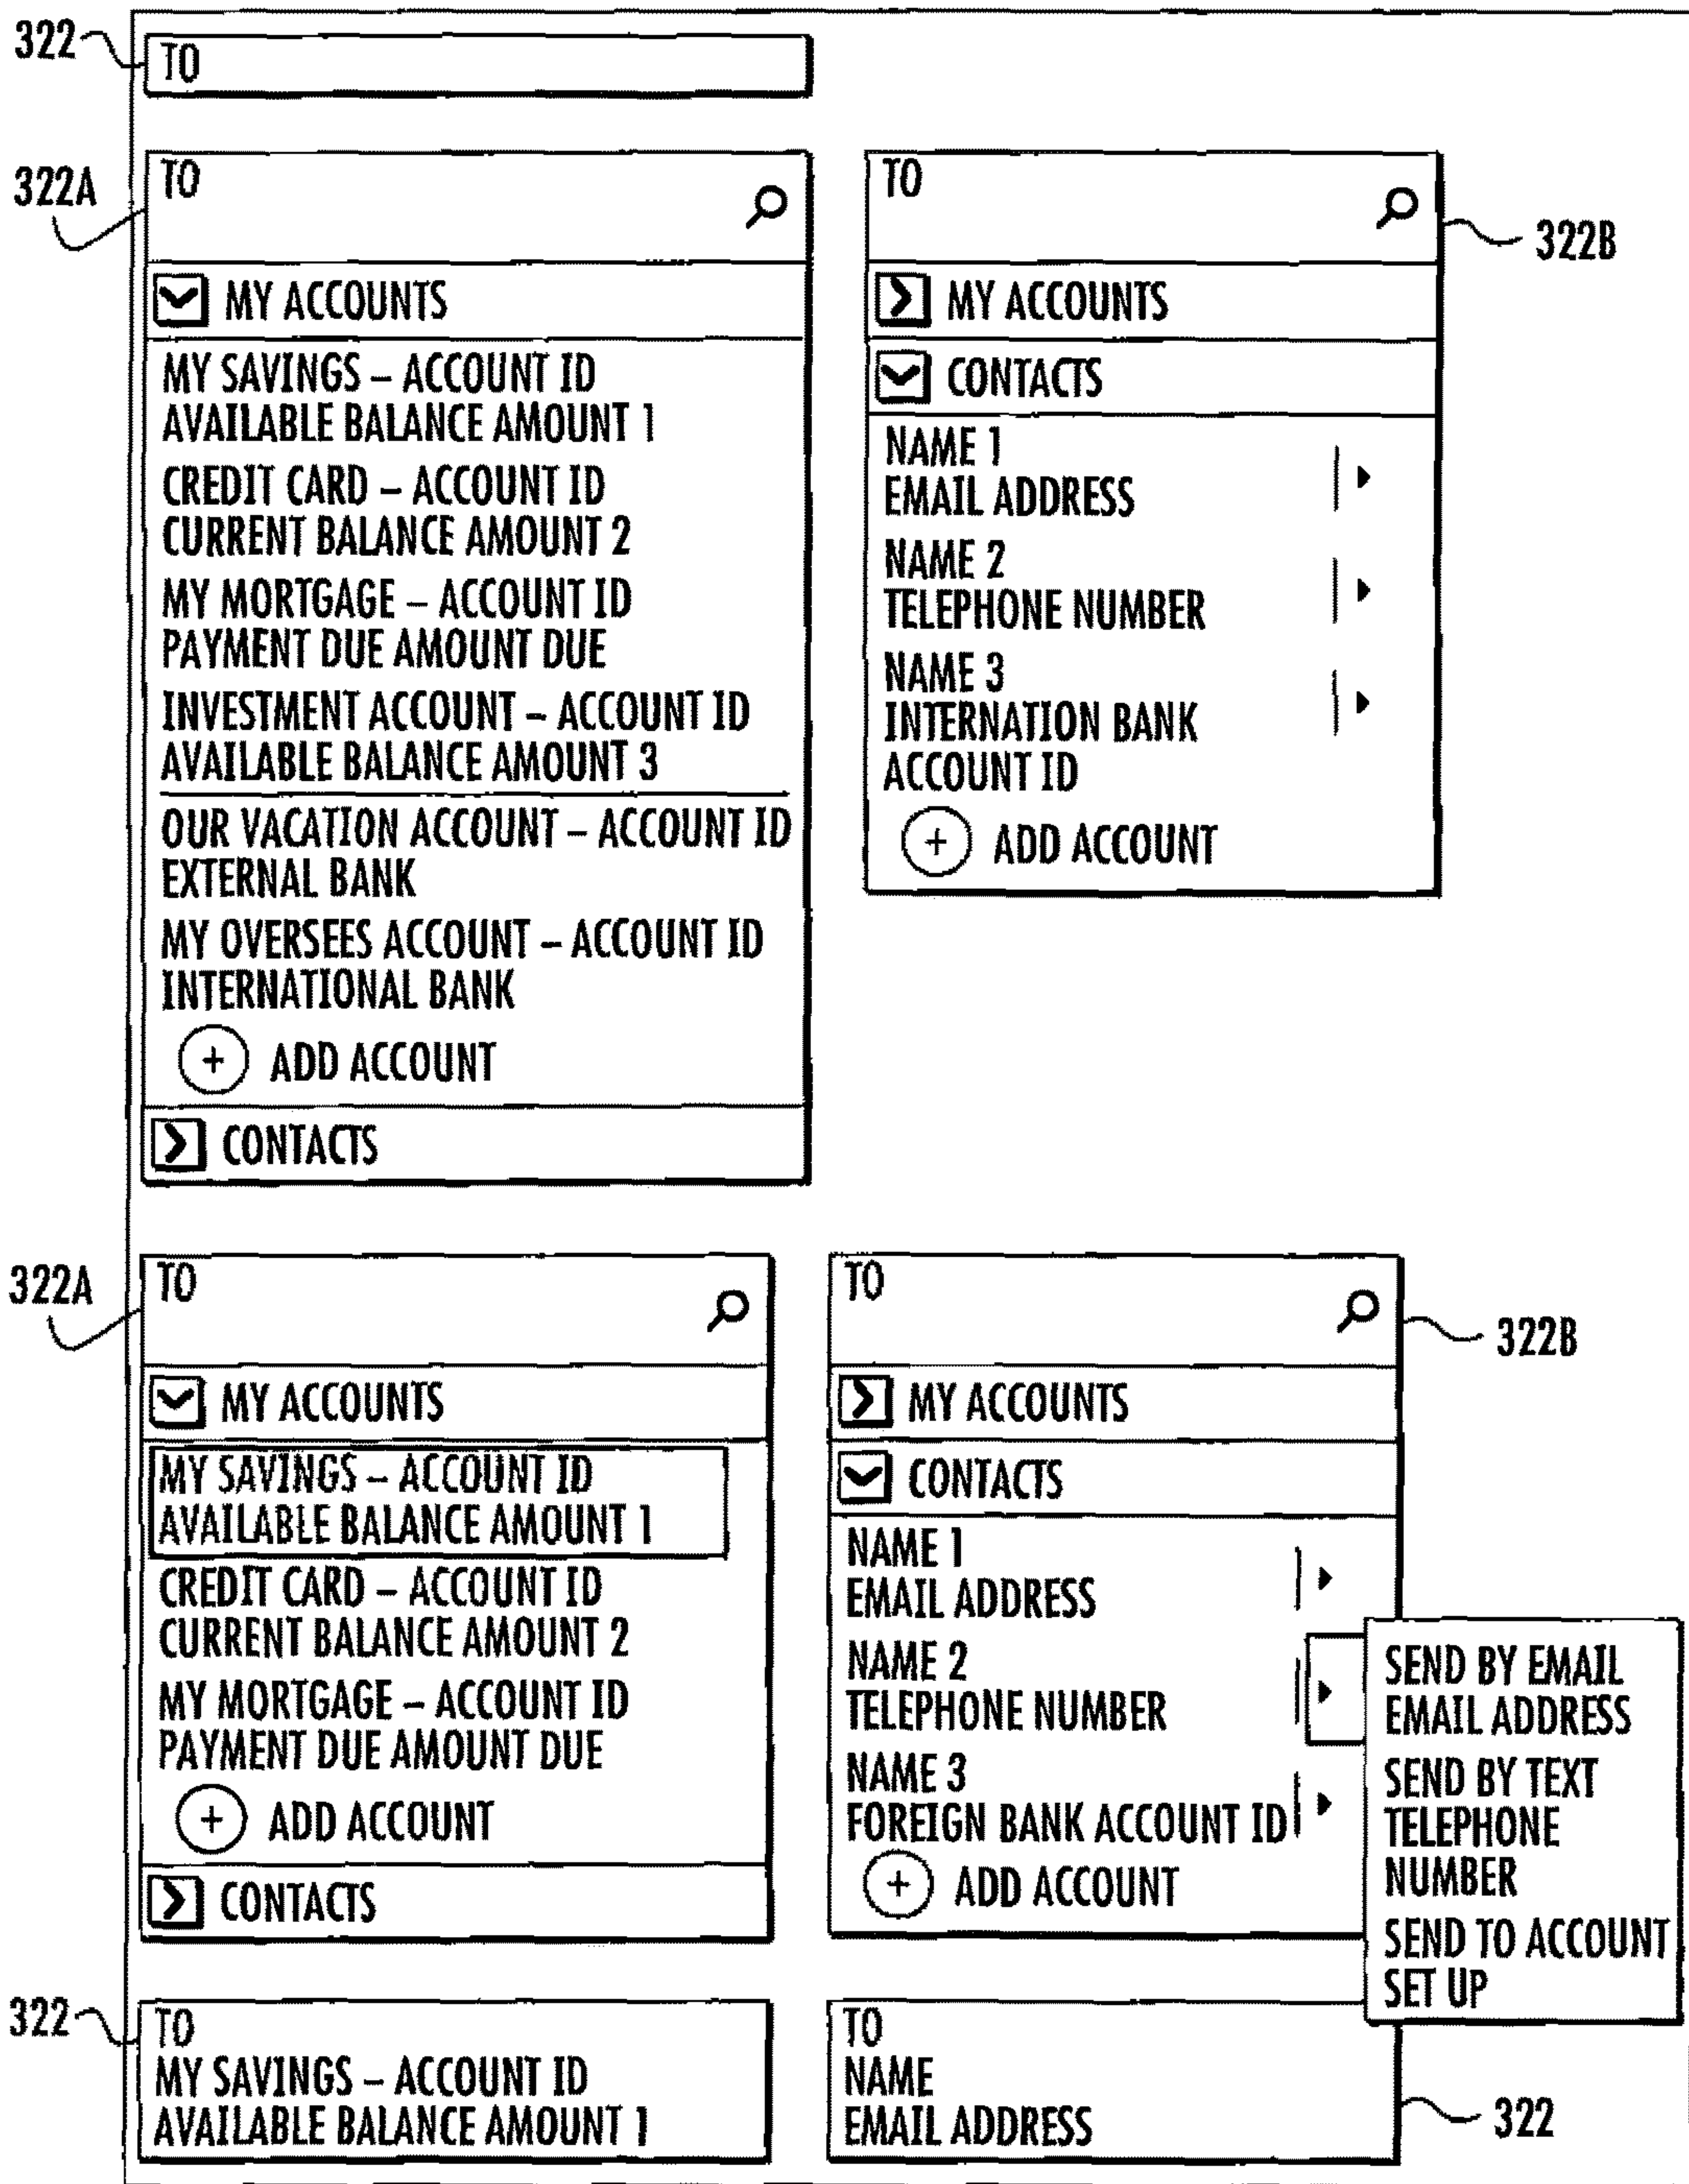 322
TO
322A
TO
MY ACCOUNTS
MY SAVINGS – ACCOUNT ID
AVAILABLE BALANCE AMOUNT 1
CREDIT CARD – ACCOUNT ID
CURRENT BALANCE AMOUNT 2
MY MORTGAGE – ACCOUNT ID
PAYMENT DUE AMOUNT DUE
INVESTMENT ACCOUNT – ACCOUNT ID
AVAILABLE BALANCE AMOUNT 3
OUR VACATION ACCOUNT – ACCOUNT ID
EXTERNAL BANK
MY OVERSEES ACCOUNT – ACCOUNT ID
INTERNATIONAL BANK
+ ADD ACCOUNT
CONTACTS
TO
322B
MY ACCOUNTS
CONTACTS
NAME 1
EMAIL ADDRESS
NAME 2
TELEPHONE NUMBER
NAME 3
INTERNATION BANK
ACCOUNT ID
+ ADD ACCOUNT
322A
TO
MY ACCOUNTS
MY SAVINGS – ACCOUNT ID
AVAILABLE BALANCE AMOUNT 1
CREDIT CARD – ACCOUNT ID
CURRENT BALANCE AMOUNT 2
MY MORTGAGE – ACCOUNT ID
PAYMENT DUE AMOUNT DUE
+ ADD ACCOUNT
CONTACTS
TO
322B
MY ACCOUNTS
CONTACTS
NAME 1
EMAIL ADDRESS
NAME 2
TELEPHONE NUMBER
NAME 3
FOREIGN BANK ACCOUNT ID
+ ADD ACCOUNT
SEND BY EMAIL
EMAIL ADDRESS
SEND BY TEXT
TELEPHONE
NUMBER
SEND TO ACCOUNT
SET UP
322
TO
MY SAVINGS – ACCOUNT ID
AVAILABLE BALANCE AMOUNT 1
TO
NAME
EMAIL ADDRESS
322